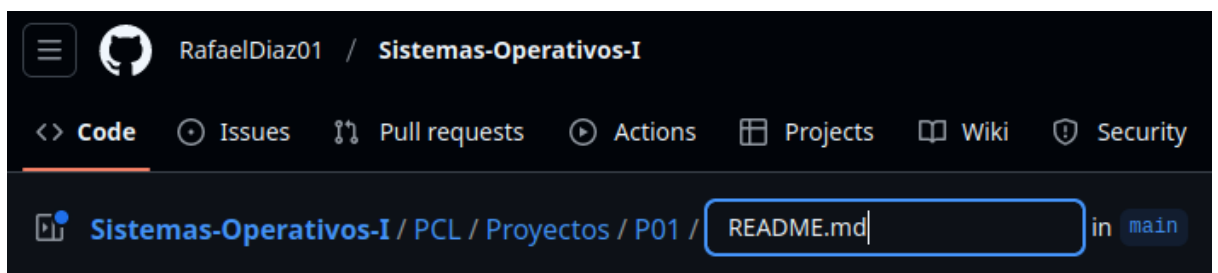 RafaelDiaz01 / Sistemas-Operativos-I
<> Code Issues Pull requests Actions Projects Wiki Security
Sistemas-Operativos-I / PCL / Proyectos / P01 / README.md in main